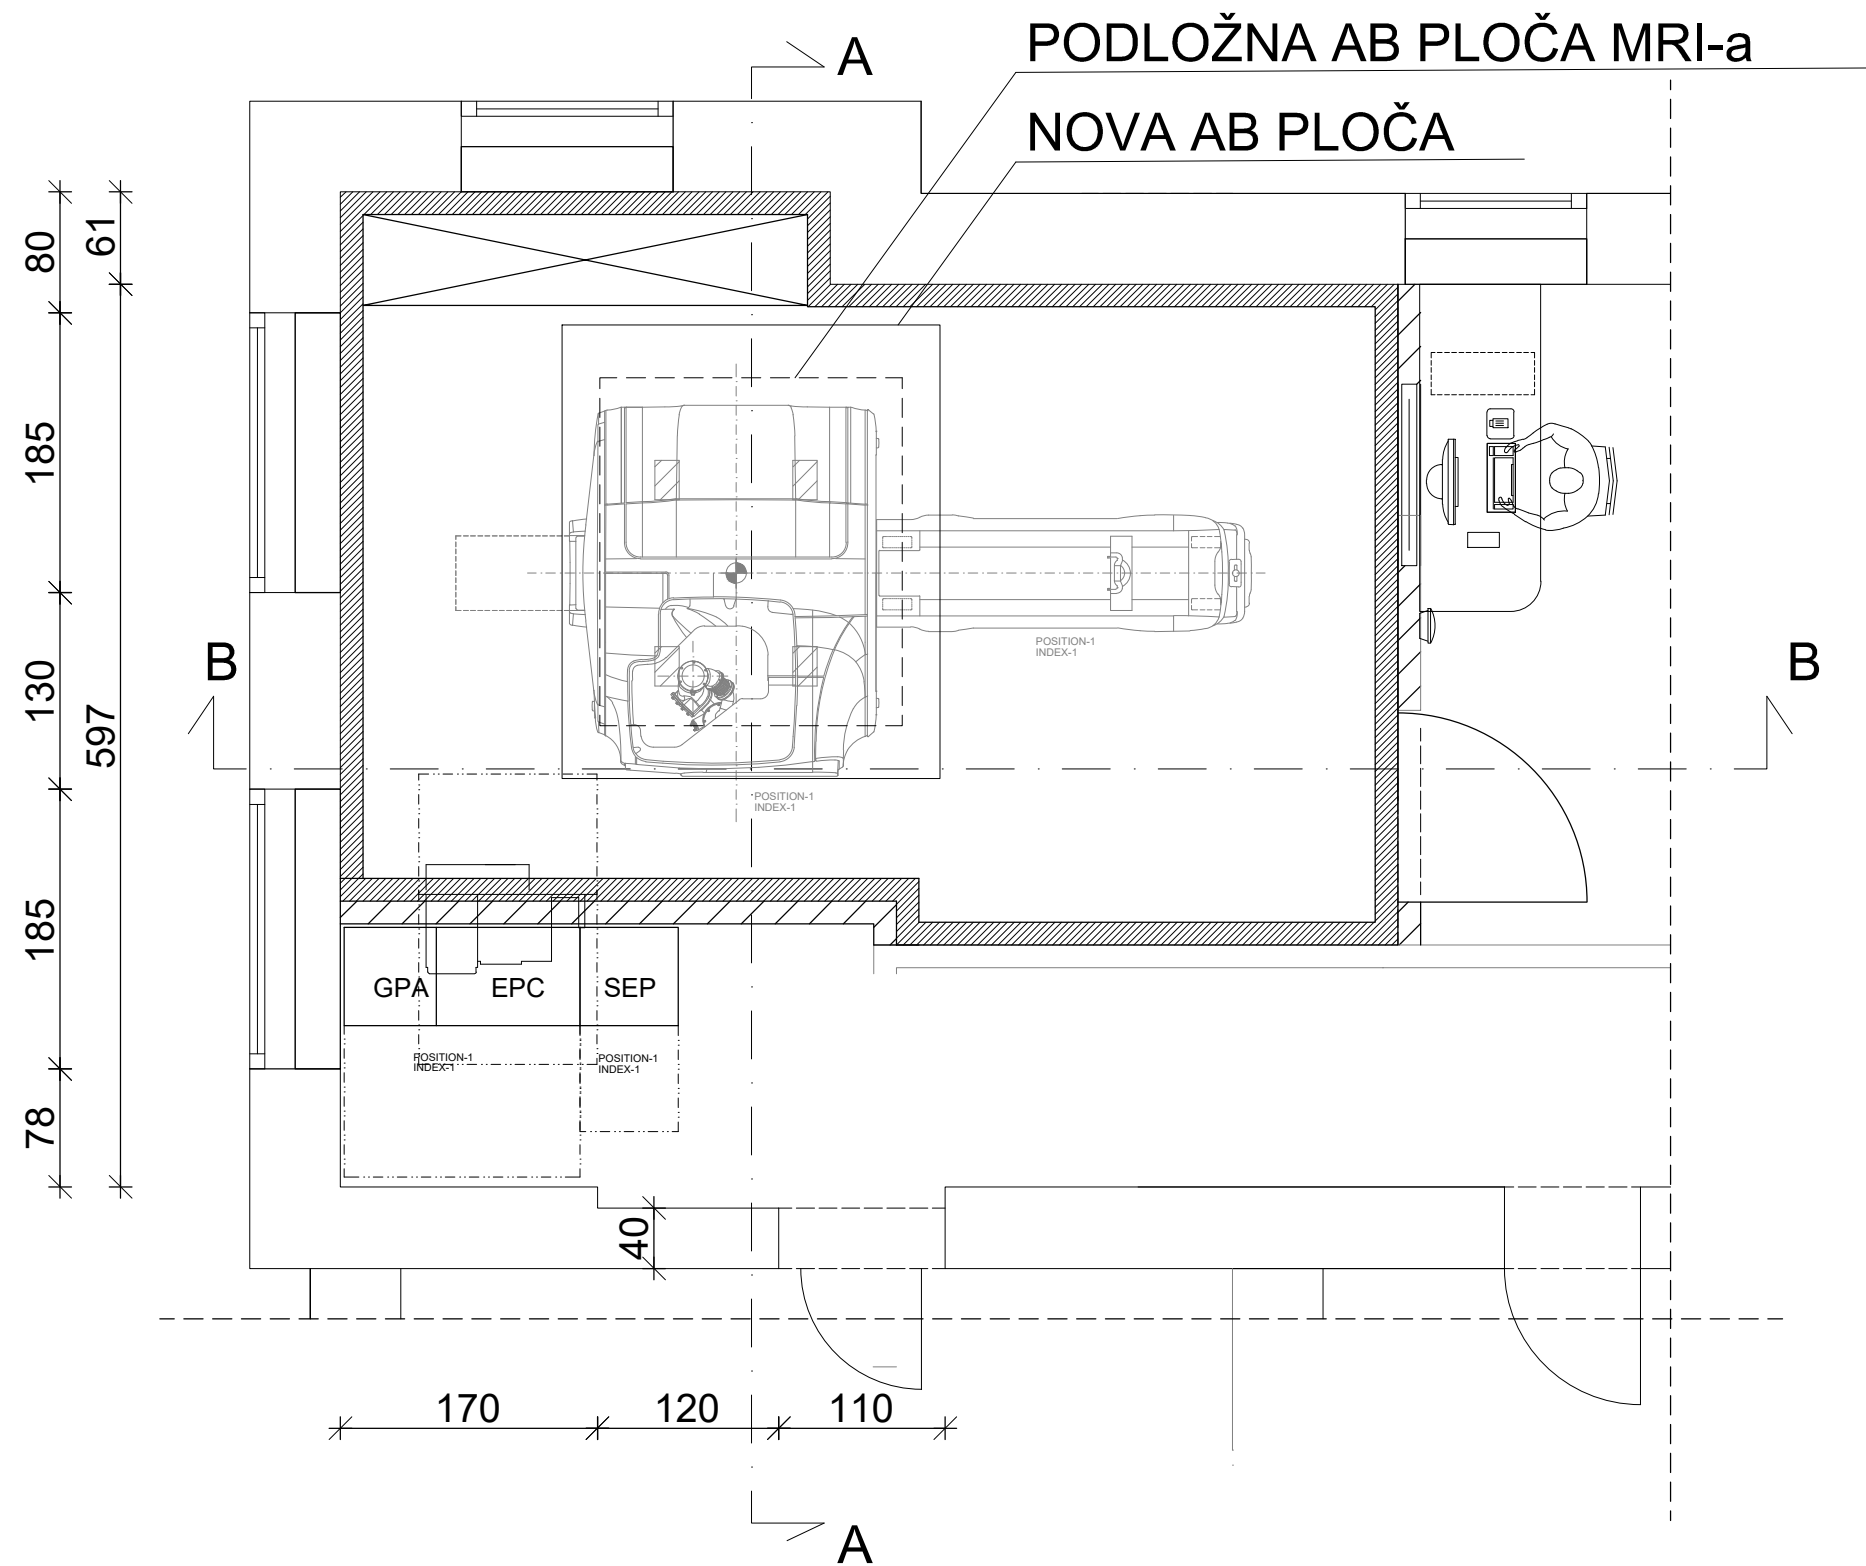 A
PODLOŽNA AB PLOČA MRI-a
NOVA AB PLOČA
80
61
185
130
597
185
78
B
B
POSITION-1
INDEX-1
POSITION-1
INDEX-1
GPA
EPC
SEP
POSITION-1
INDEX-1
POSITION-1
INDEX-1
40
170
120
110
A